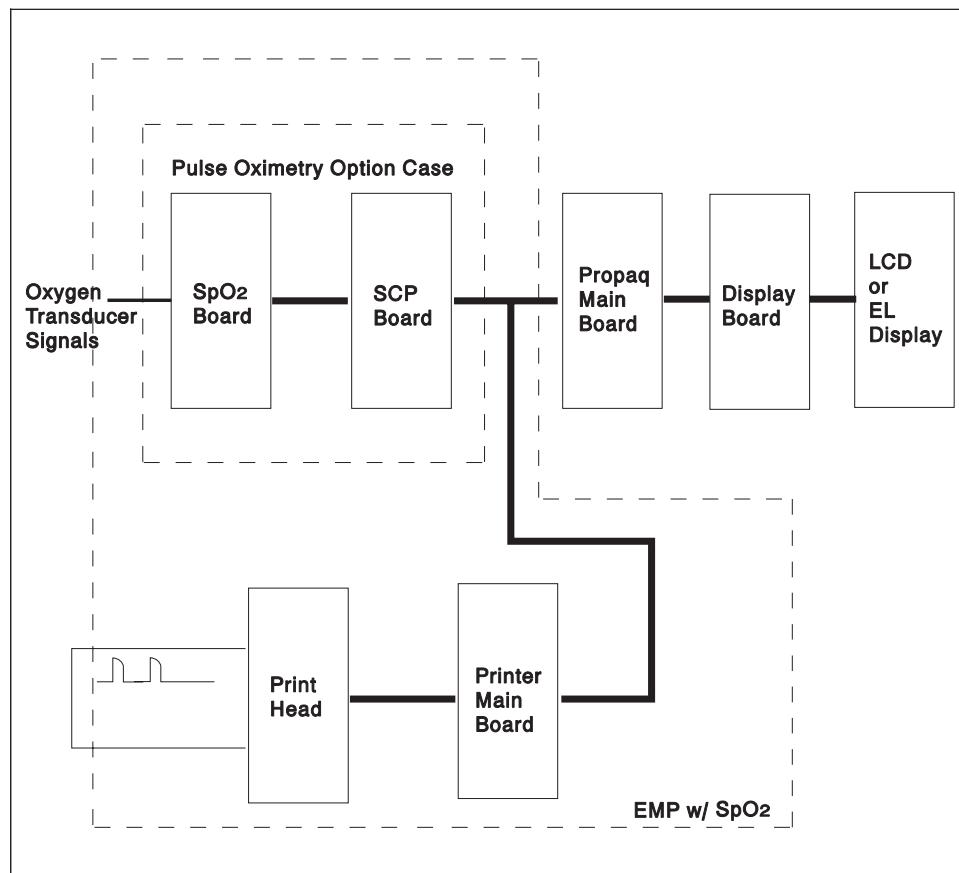 Pulse Oximetry Option Case
Oxygen
Transducer
Signals
SpO2
Board
SCP
Board
Propaq
Main
Board
Display
Board
LCD
or
EL
Display
Print
Head
Printer
Main
Board
EMP w/ SpO2